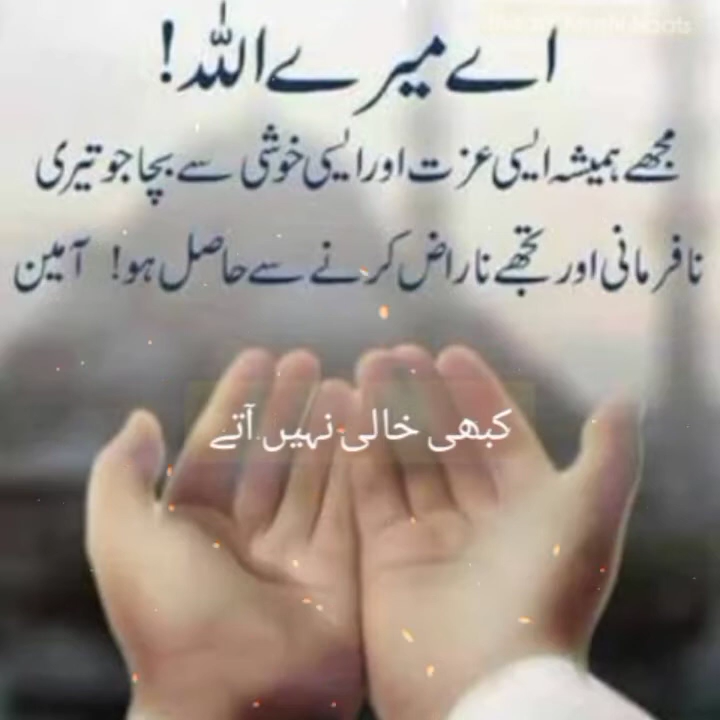 اے میرے اللہ!
مجھے ہمیشہ ایسی عزت اور ایسی خوشی سے بچا جو تیری
نافرمانی اور تجھے ناراض کرنے سے حاصل ہو! آمین
کبھی خالی نہیں آتے